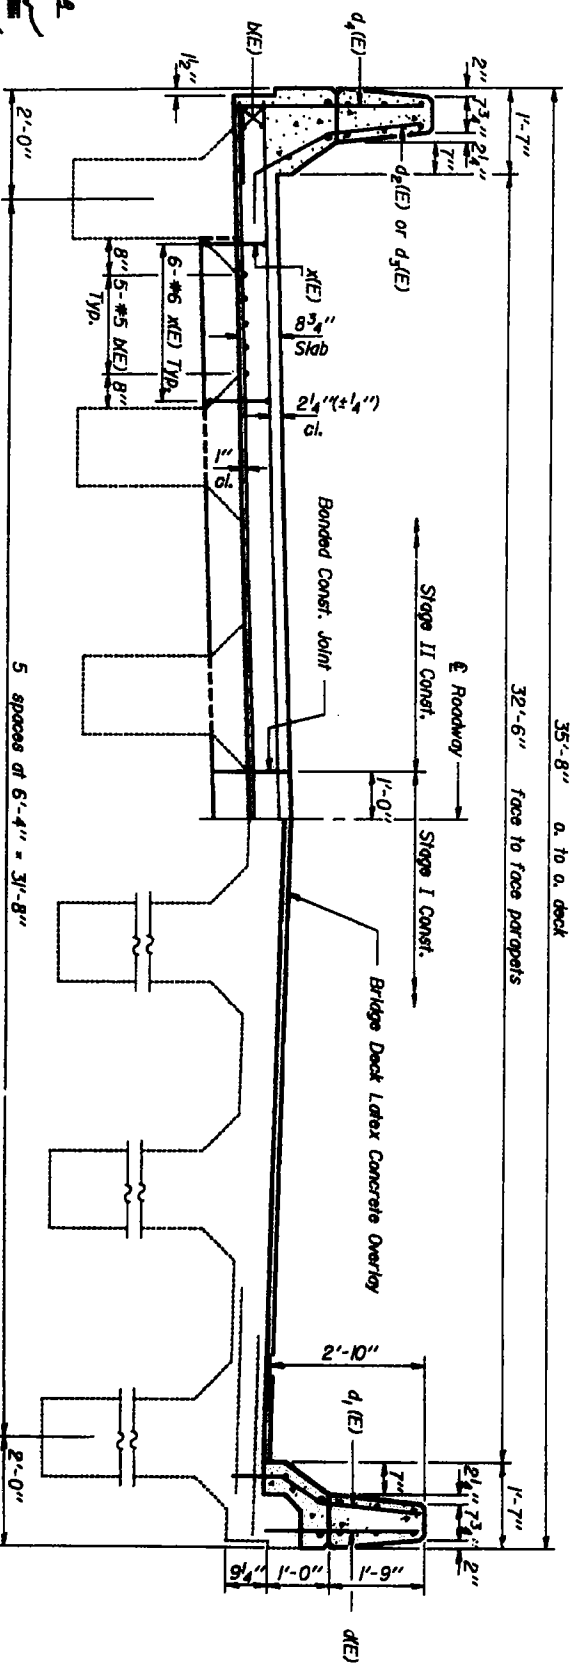 35'-8" o. to o. deck
32'-6" face to face parapets
1'-7"
2" 7¾" 2¼"
7"
1'-7"
2¼" 7¾" 2"
7"
d₄(E)
d₂(E) or d₃(E)
b(E)
x(E)
1½"
2'-0"
8¾"
Slab
2¼"(±¼")
cl.
1"
cl.
6-#6 x(E) Typ.
8" 5-#5 b(E) 8"
Typ.
Bonded Const. Joint
Stage II Const.
Stage I Const.
℄ Roadway
1'-0"
Bridge Deck Latex Concrete Overlay
2'-10"
d₁(E)
d(E)
9¼" 1'-0" 1'-9"
5 spaces at 6'-4" = 31'-8"
2'-0"